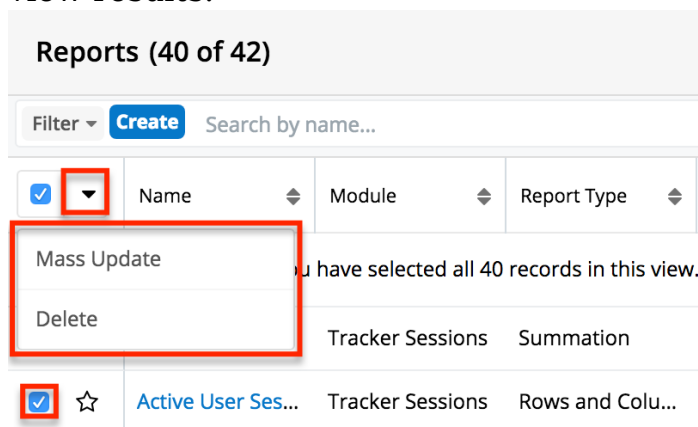 Reports (40 of 42)
Filter Create Search by name...
Name Module Report Type
Mass Update
u have selected all 40 records in this view.
Delete
Tracker Sessions Summation
Active User Ses... Tracker Sessions Rows and Colu...